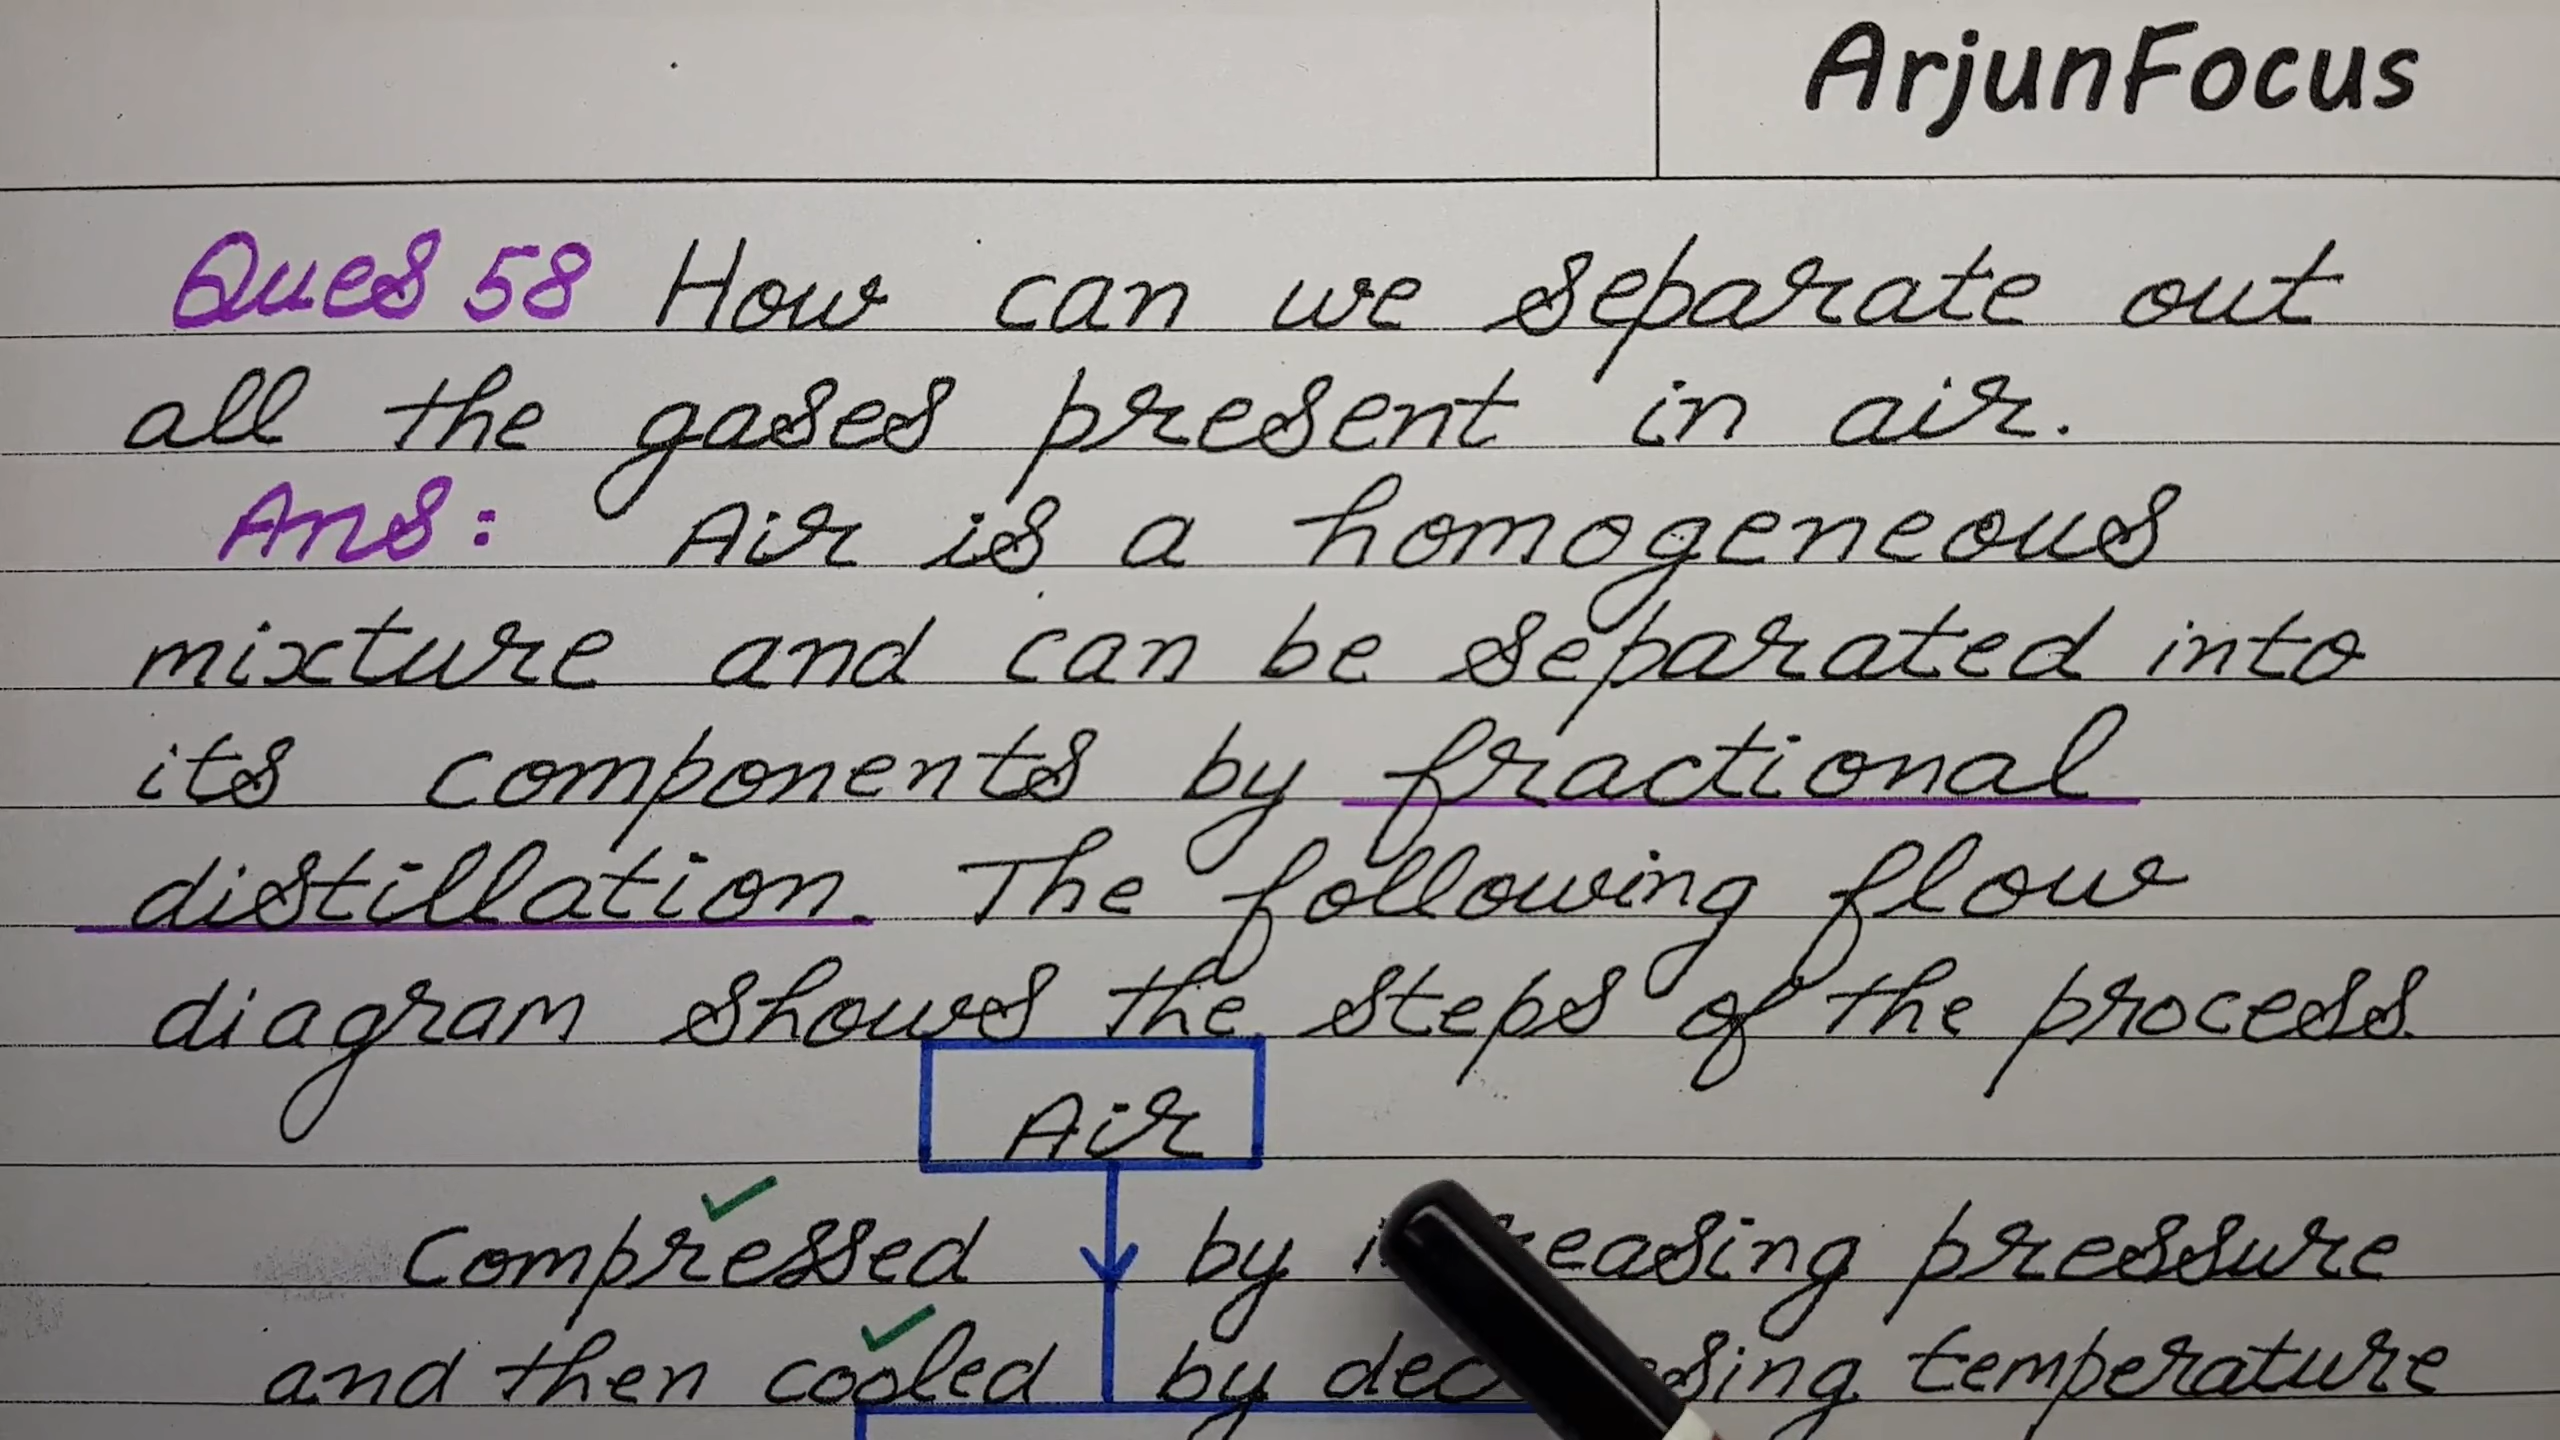 ArjunFocus
Ques 58 How can we separate out
all the gases present in air.
Ans: Air is a homogeneous
mixture and can be separated into
its components by fractional
distillation. The following flow
diagram shows the steps of the process.
Air
Compressed by increasing pressure
and then cooled by decreasing temperature